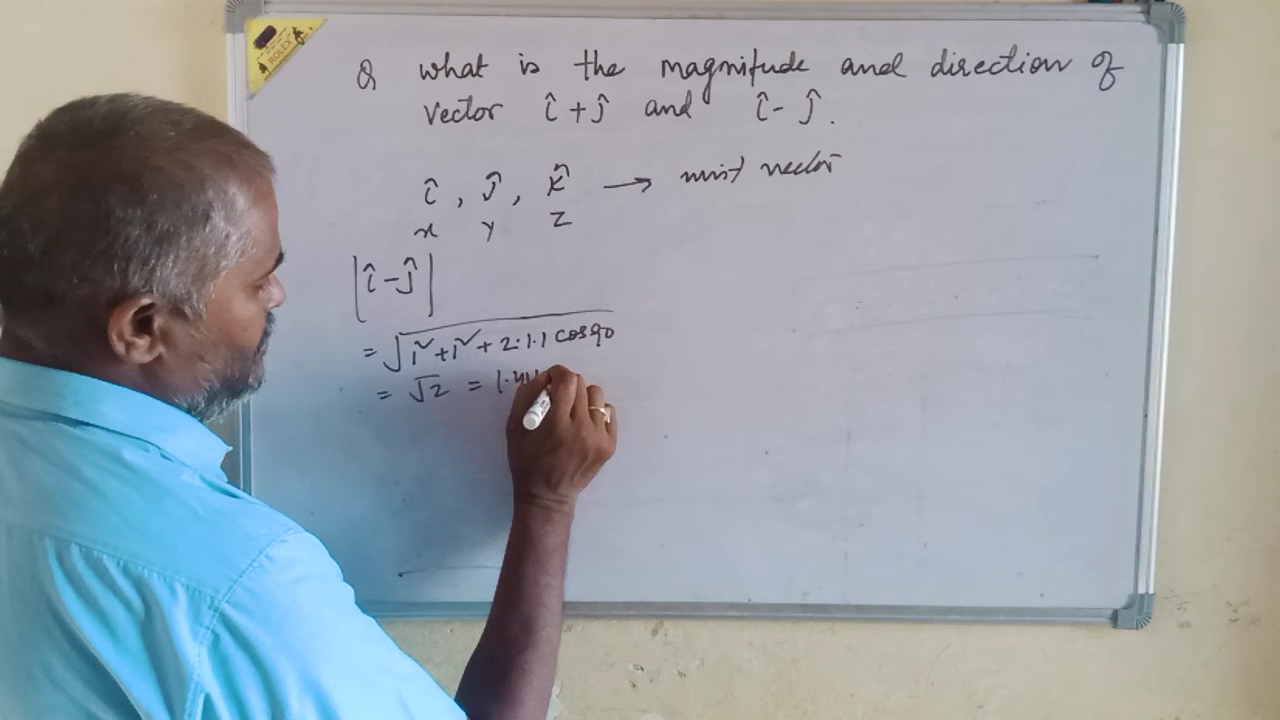 ROLEX
Q what is the magnitude and direction of
vector î + ĵ and î - ĵ.
î , ĵ , k̂ → unit vector
x y z
|î - ĵ|
= √1² + 1² + 2·1·1 cos90
= √2 = 1.41